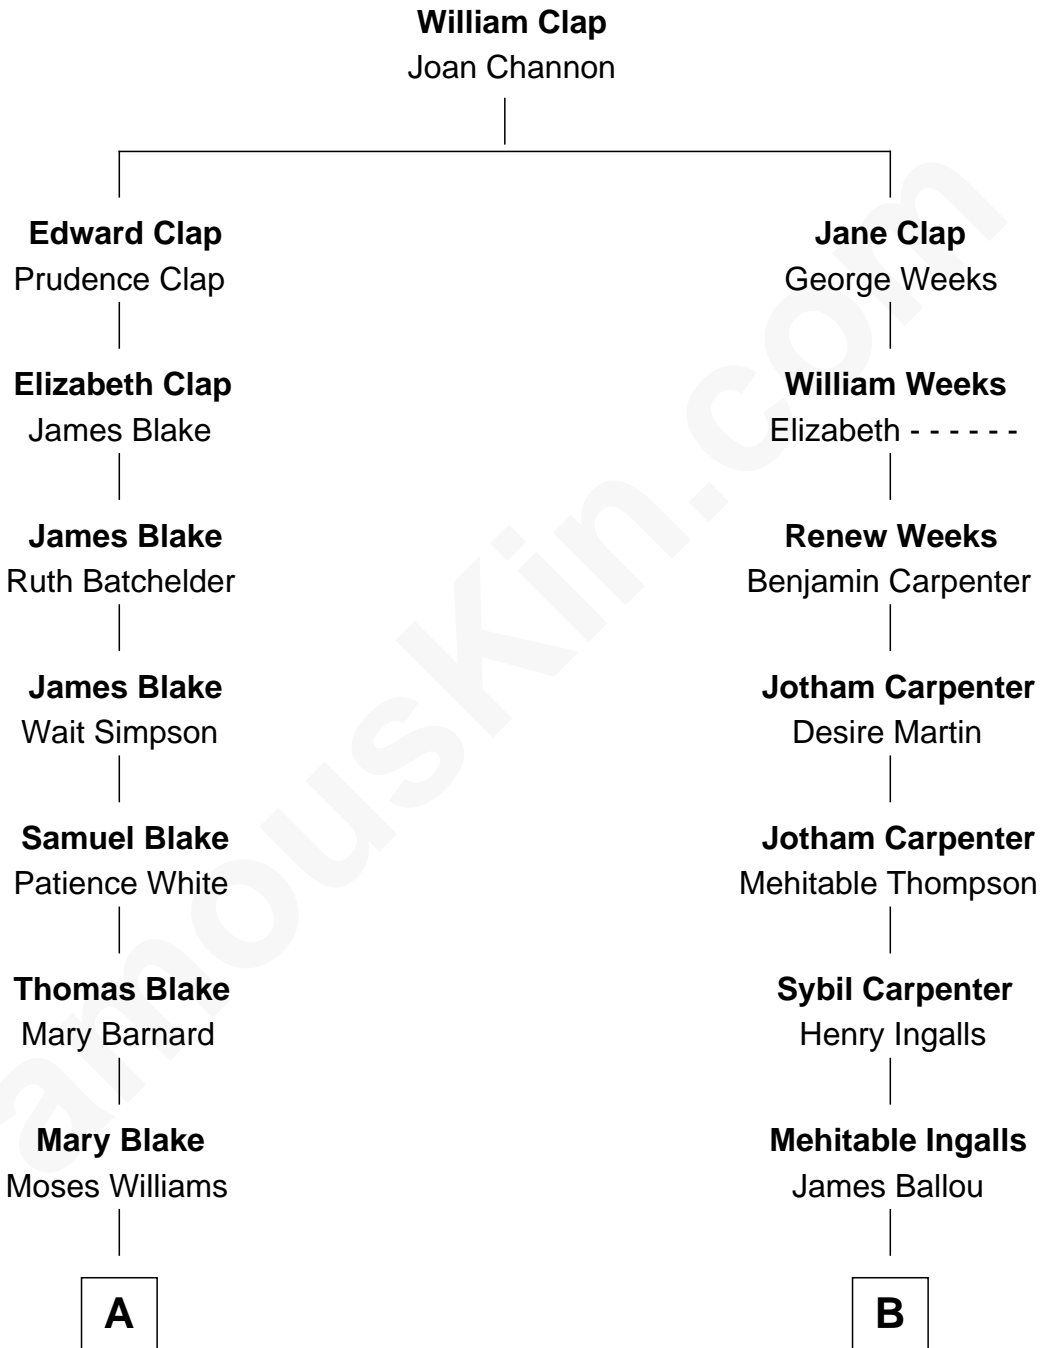 William Clap
Joan Channon
Edward Clap
Prudence Clap
Jane Clap
George Weeks
Elizabeth Clap
James Blake
William Weeks
Elizabeth - - - - - -
James Blake
Ruth Batchelder
Renew Weeks
Benjamin Carpenter
James Blake
Wait Simpson
Jotham Carpenter
Desire Martin
Samuel Blake
Patience White
Jotham Carpenter
Mehitable Thompson
Thomas Blake
Mary Barnard
Sybil Carpenter
Henry Ingalls
Mary Blake
Moses Williams
Mehitable Ingalls
James Ballou
A
B
amousKin.com